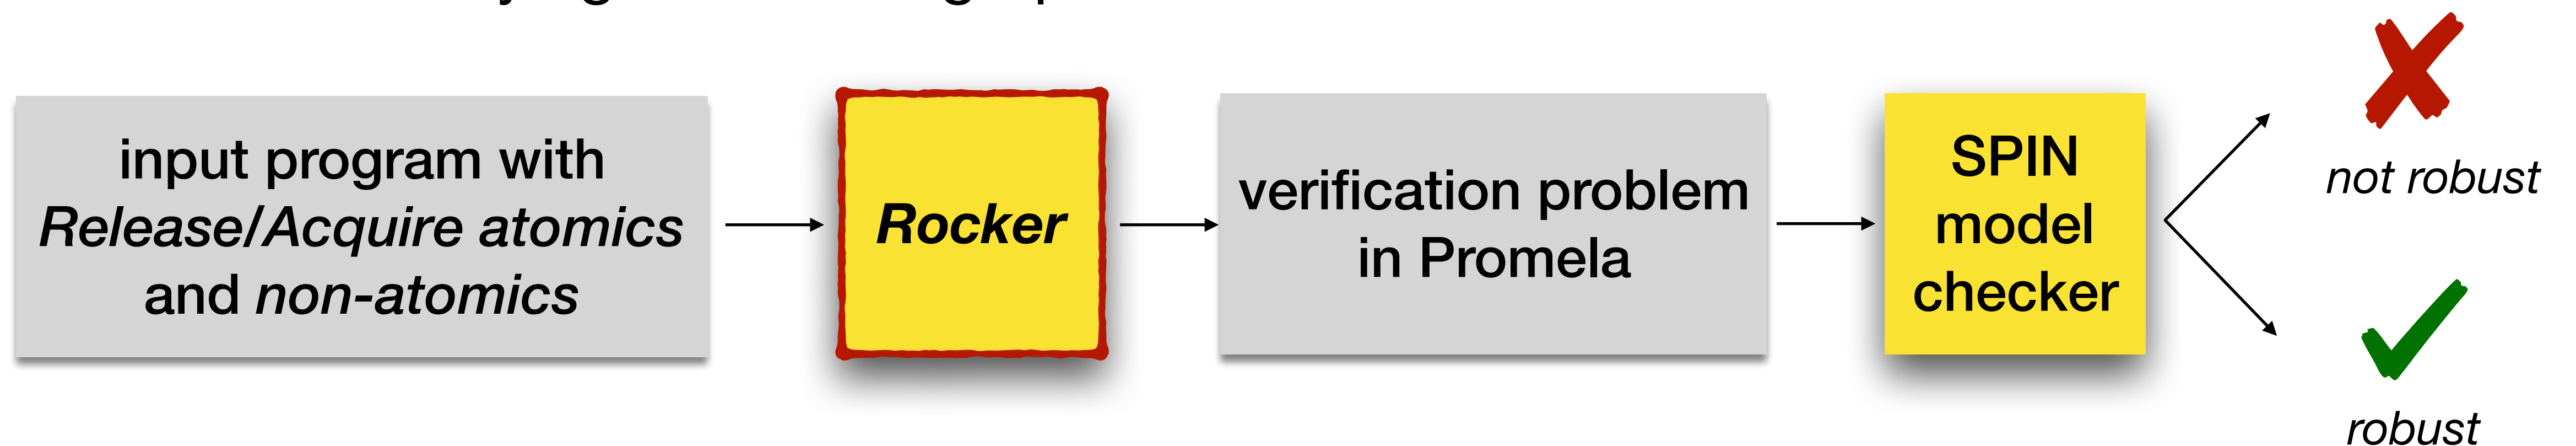 input program with
Release/Acquire atomics
and non-atomics
Rocker
verification problem
in Promela
SPIN
model
checker
not robust
robust